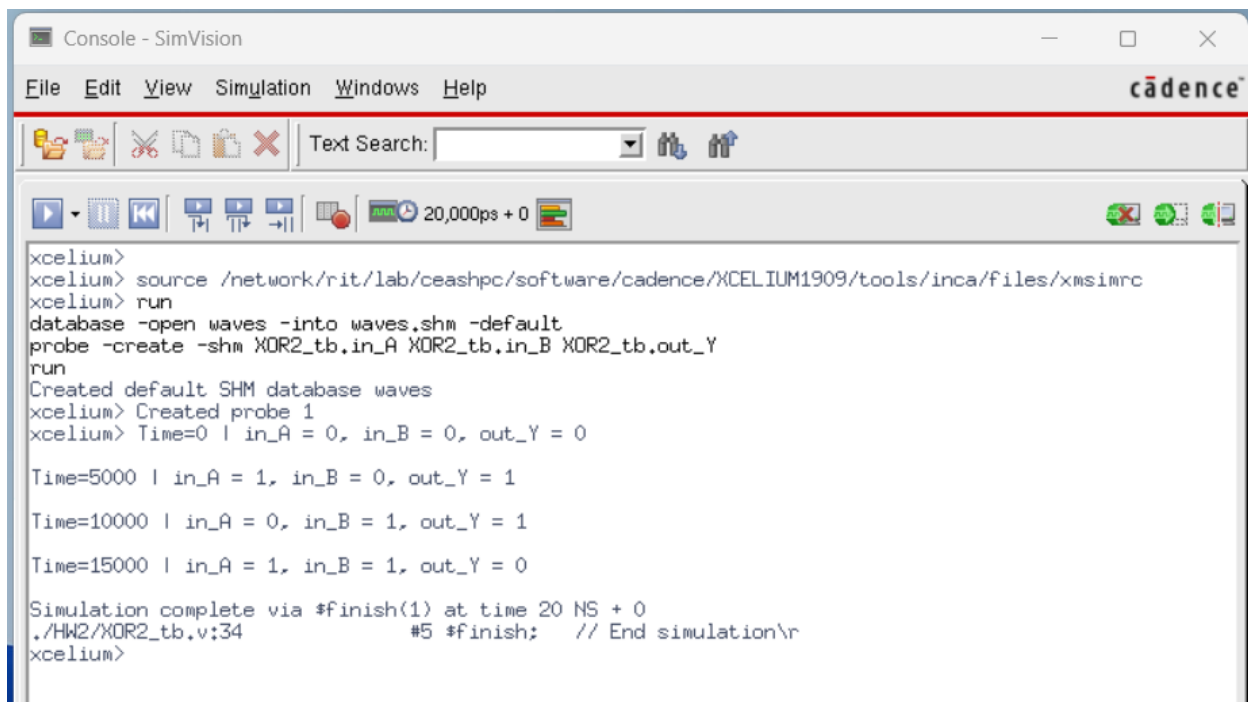 Console - SimVision
File Edit View Simulation Windows Help
cādence
Text Search:
20,000ps + 0
xcelium>
xcelium> source /network/rit/lab/ceashpc/software/cadence/XCELIUM1909/tools/inca/files/xmsimrc
xcelium> run
database -open waves -into waves.shm -default
probe -create -shm XOR2_tb.in_A XOR2_tb.in_B XOR2_tb.out_Y
run
Created default SHM database waves
xcelium> Created probe 1
xcelium> Time=0 | in_A = 0, in_B = 0, out_Y = 0
Time=5000 | in_A = 1, in_B = 0, out_Y = 1
Time=10000 | in_A = 0, in_B = 1, out_Y = 1
Time=15000 | in_A = 1, in_B = 1, out_Y = 0
Simulation complete via $finish(1) at time 20 NS + 0
./HW2/XOR2_tb.v:34 #5 $finish; // End simulation\r
xcelium>